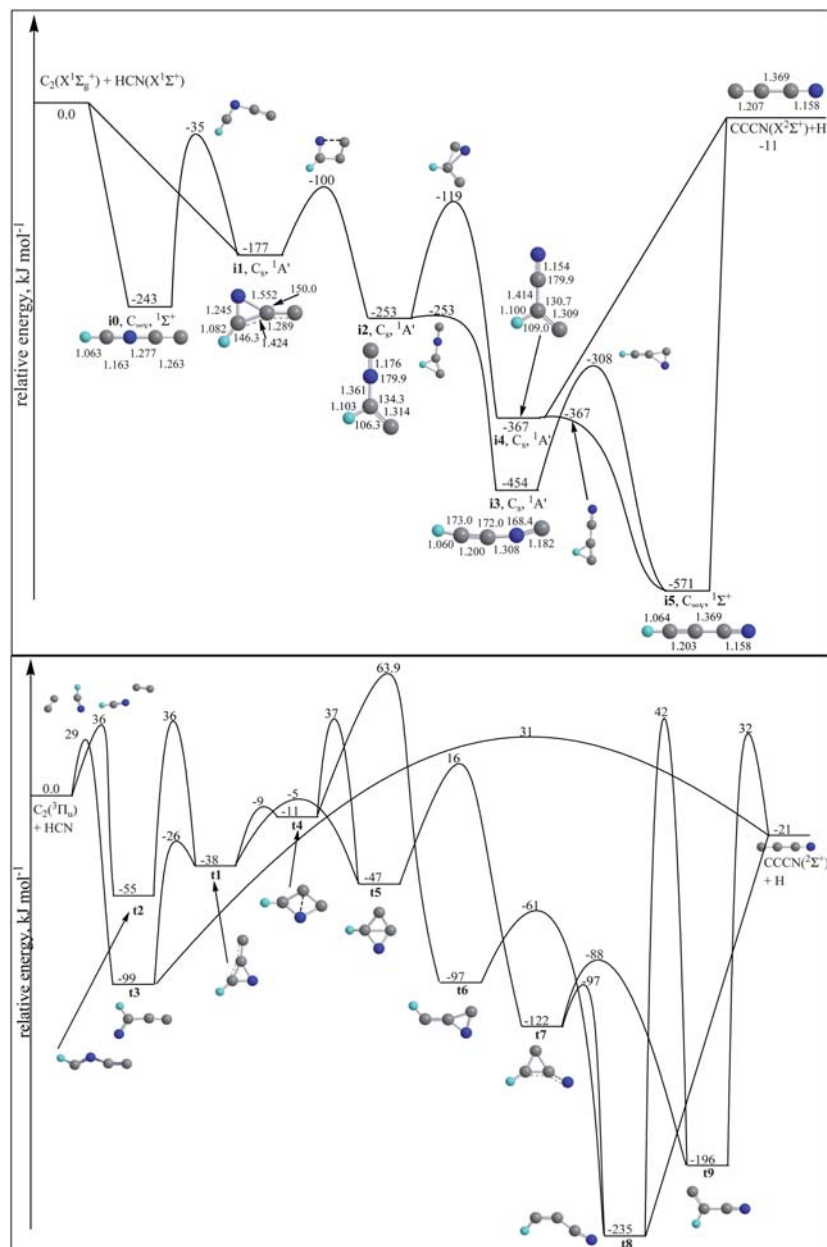 C₂(X¹Σg⁺) + HCN(X¹Σ⁺)
0.0
-35
-100
-119
1.369
1.207 1.158
CCCN(X²Σ⁺)+H
-11
relative energy, kJ mol⁻¹
-177
i1, Cₛ, ¹A'
-243
i0, C∞v, ¹Σ⁺
1.063 1.277
1.163 1.263
1.552 150.0
1.245
1.082
146.3 1.289
1.424
-253
i2, Cₛ, ¹A'
-253
1.176
179.9
1.361
1.103 134.3
1.314
106.3
1.154
179.9
1.414
1.100 130.7
1.309
109.0
-308
-367
i4, Cₛ, ¹A'
-367
-454
i3, Cₛ, ¹A'
173.0 172.0 168.4
1.060 1.308 1.182
1.200
-571
i5, C∞v, ¹Σ⁺
1.064 1.369
1.203 1.158
63.9
29 36
36
37
31
42
32
0.0
C₂(³Πu)
+ HCN
-9
-5
-11
t4
16
-21
CCCN(²Σ⁺)
+ H
-26
-38
t1
-55
t2
-47
t5
-61
-88
-97
-99
t3
-97
t6
-122
t7
relative energy, kJ mol⁻¹
-196
t9
-235
t8